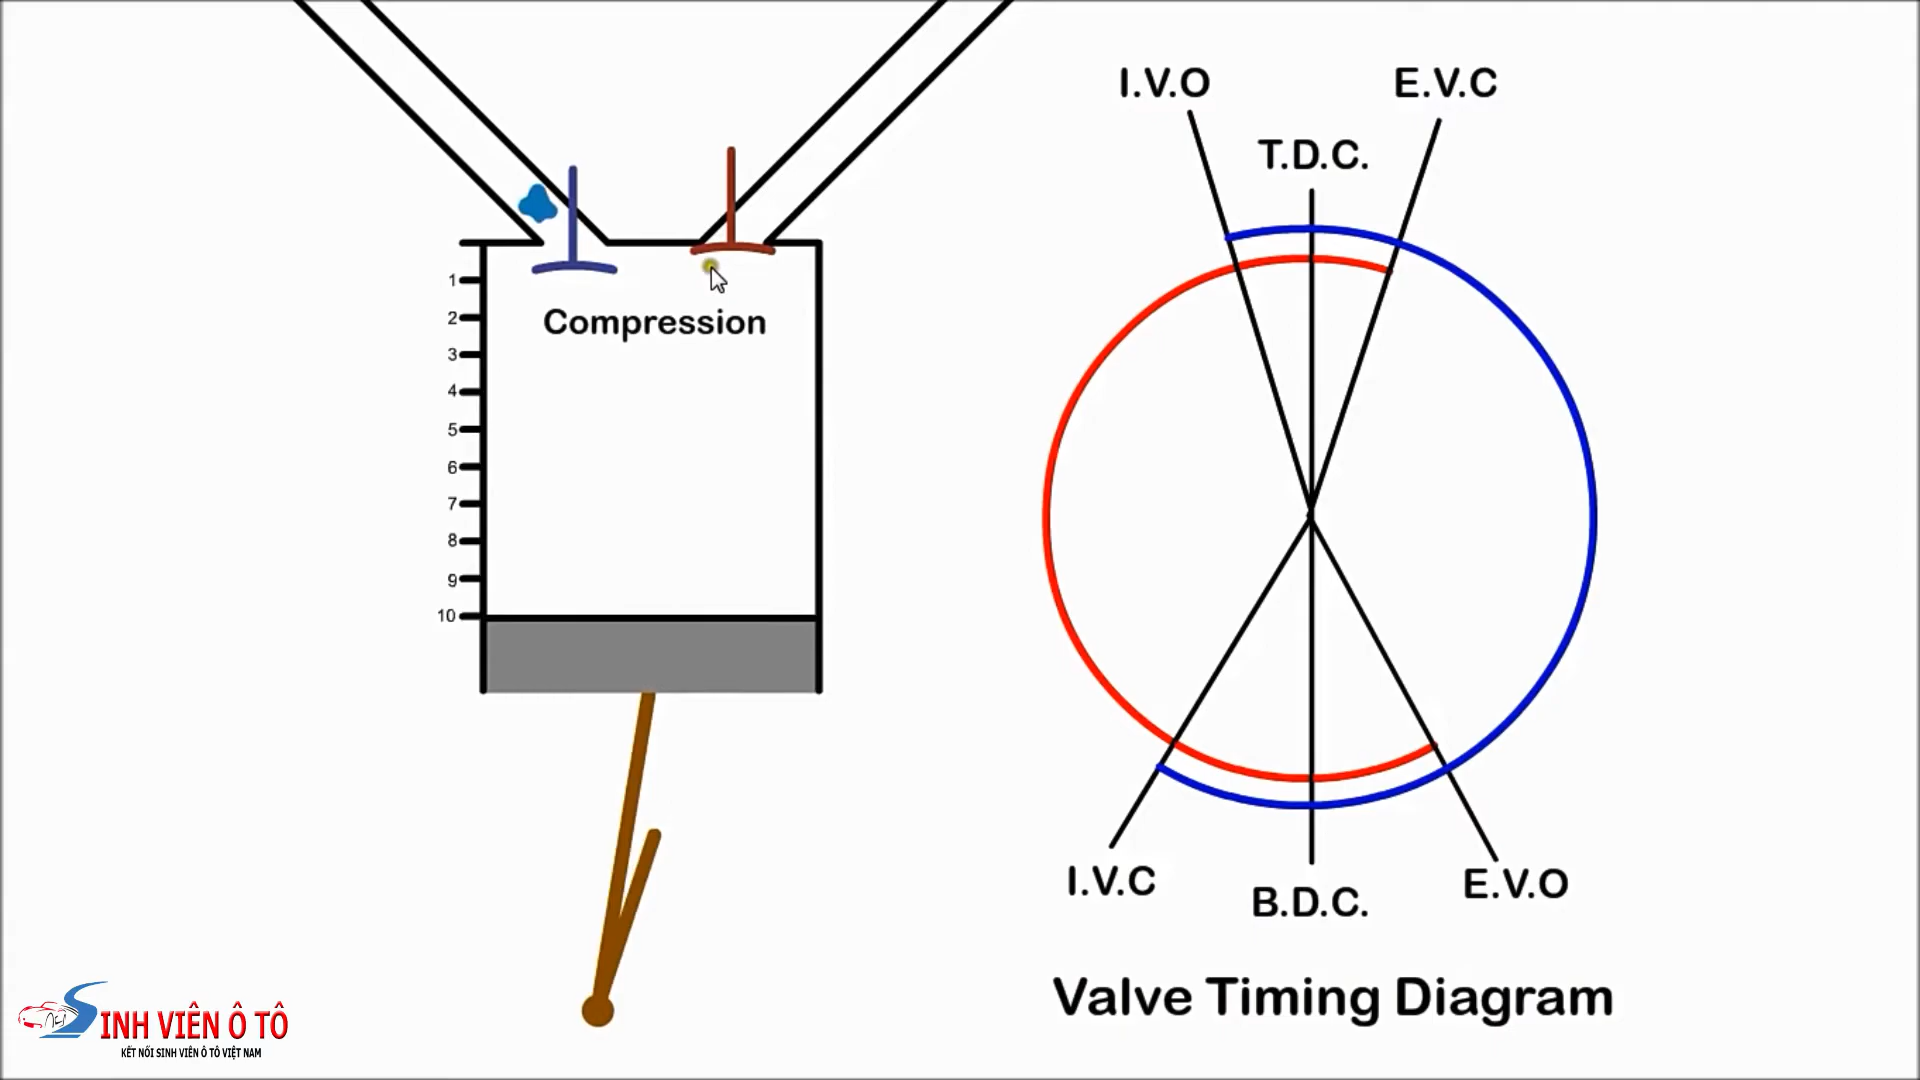 I.V.O
E.V.C
T.D.C.
Compression
1
2
3
4
5
6
7
8
9
10
I.V.C
B.D.C.
E.V.O
Valve Timing Diagram
SINH VIÊN Ô TÔ
KẾT NỐI SINH VIÊN Ô TÔ VIỆT NAM